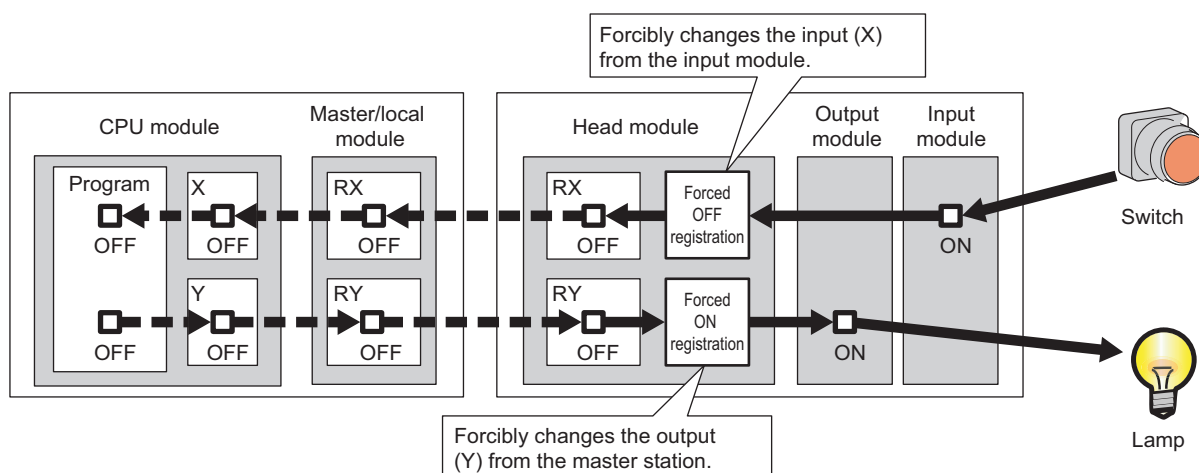 Forcibly changes the input (X)
from the input module.
CPU module
Master/local
module
Head module
Output
module
Input
module
Program
X
RX
RX
Forced
OFF
registration
OFF
OFF
OFF
OFF
ON
Switch
Y
RY
RY
Forced
ON
registration
OFF
OFF
OFF
OFF
ON
Lamp
Forcibly changes the output
(Y) from the master station.